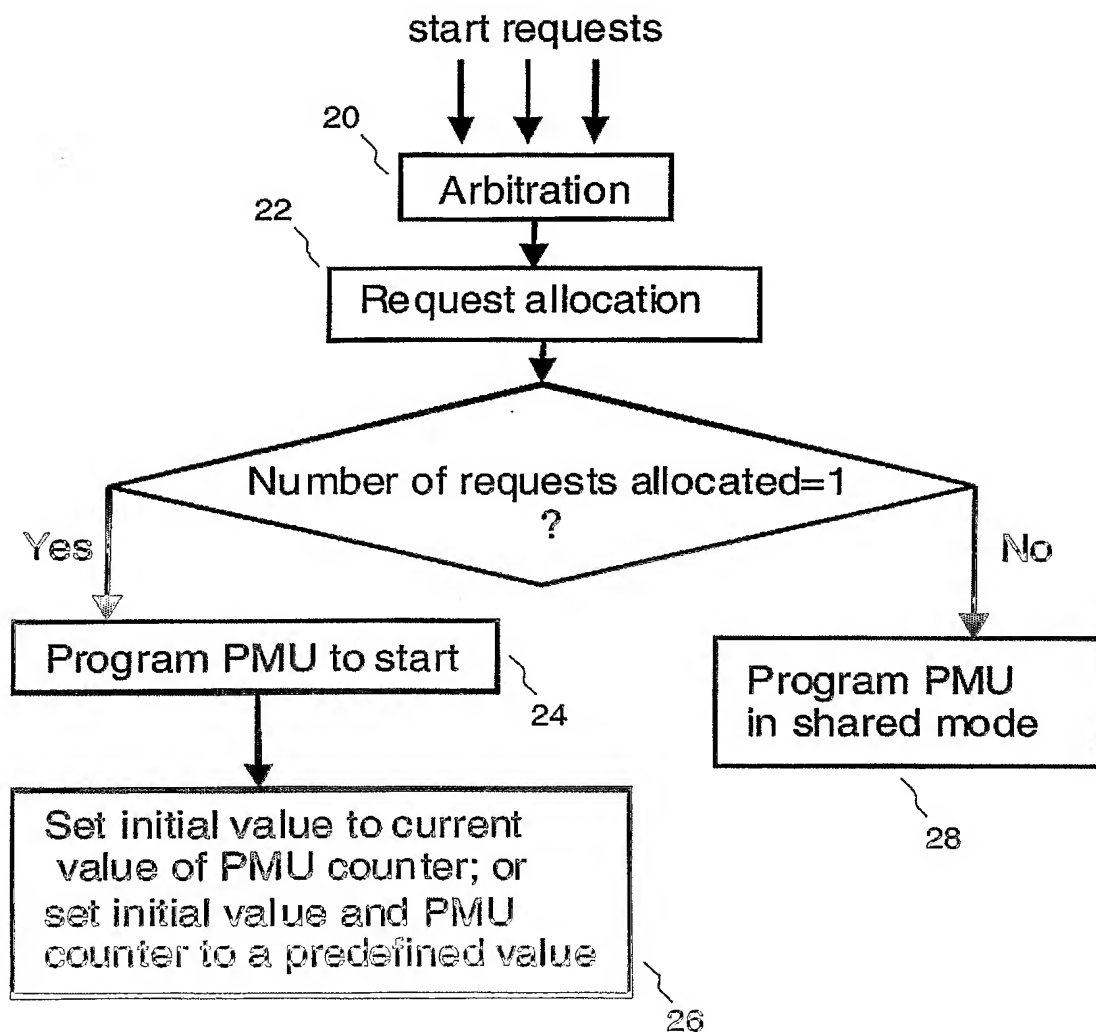 start requests
20
Arbitration
22
Request allocation
Number of requests allocated=1
?
Yes
No
Program PMU to start
24
Program PMU
in shared mode
28
Set initial value to current
value of PMU counter; or
set initial value and PMU
counter to a predefined value
26